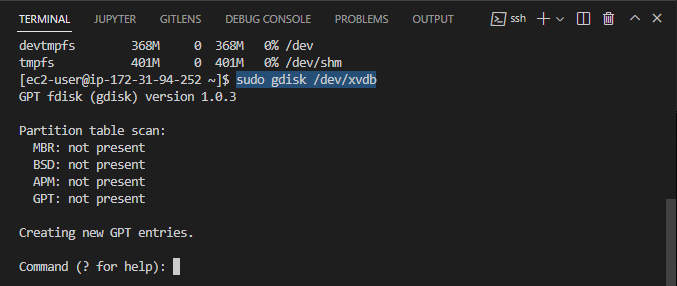 TERMINAL JUPYTER GITLENS DEBUG CONSOLE PROBLEMS OUTPUT ssh
devtmpfs 368M 0 368M 0% /dev
tmpfs 401M 0 401M 0% /dev/shm
[ec2-user@ip-172-31-94-252 ~]$ sudo gdisk /dev/xvdb
GPT fdisk (gdisk) version 1.0.3
Partition table scan:
MBR: not present
BSD: not present
APM: not present
GPT: not present
Creating new GPT entries.
Command (? for help):